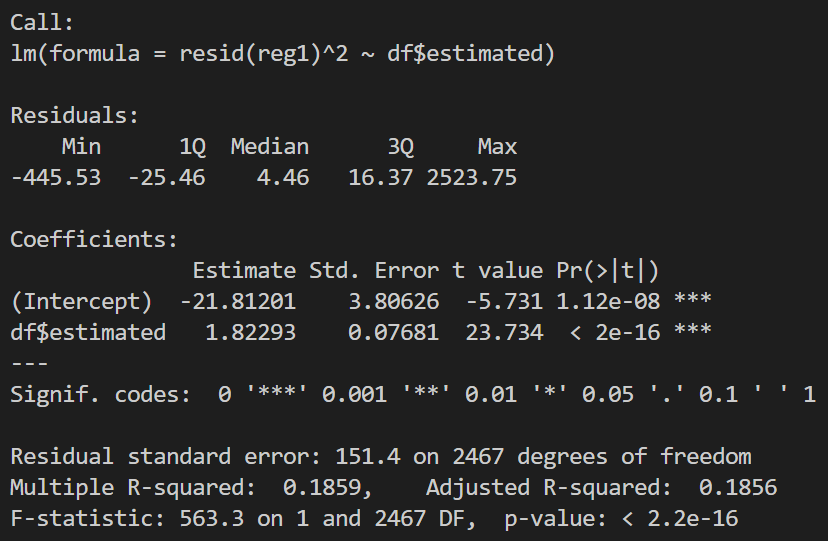 Call:
lm(formula = resid(reg1)^2 ~ df$estimated)
Residuals:
    Min      1Q  Median      3Q     Max
-445.53  -25.46    4.46   16.37 2523.75
Coefficients:
              Estimate Std. Error t value Pr(>|t|)
(Intercept)  -21.81201    3.80626  -5.731 1.12e-08 ***
df$estimated   1.82293    0.07681  23.734  < 2e-16 ***
---
Signif. codes:  0 '***' 0.001 '**' 0.01 '*' 0.05 '.' 0.1 ' ' 1
Residual standard error: 151.4 on 2467 degrees of freedom
Multiple R-squared:  0.1859,    Adjusted R-squared:  0.1856
F-statistic: 563.3 on 1 and 2467 DF,  p-value: < 2.2e-16